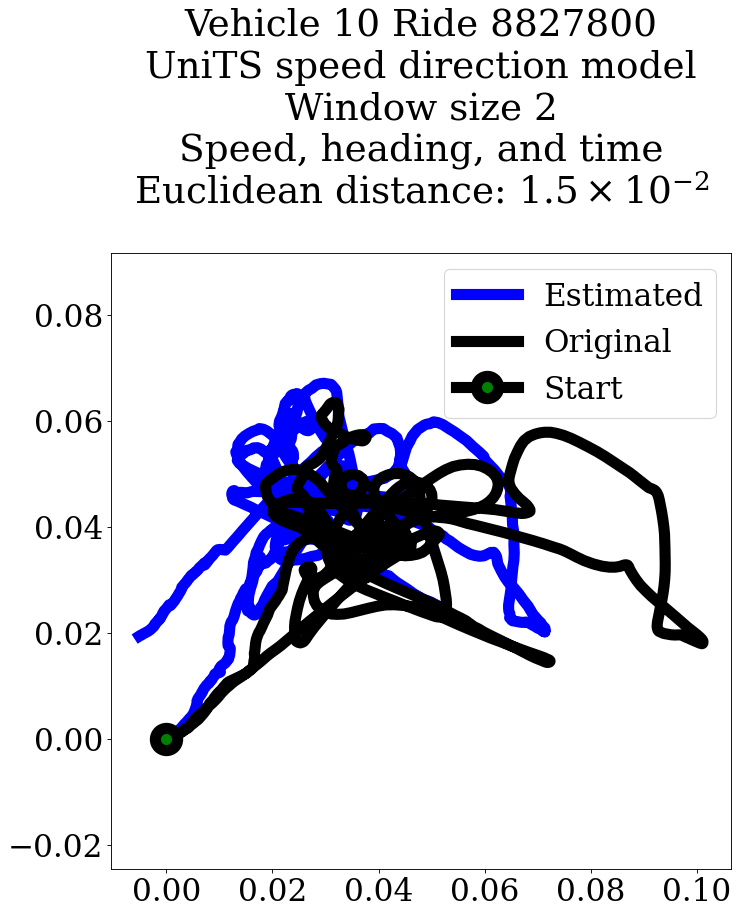 Vehicle 10 Ride 8827800
UniTS speed direction model
Window size 2
Speed, heading, and time
Euclidean distance: $1.5 \times 10^{-2}$
Estimated
Original
Start
0.08
0.06
0.04
0.02
0.00
−0.02
0.00 0.02 0.04 0.06 0.08 0.10